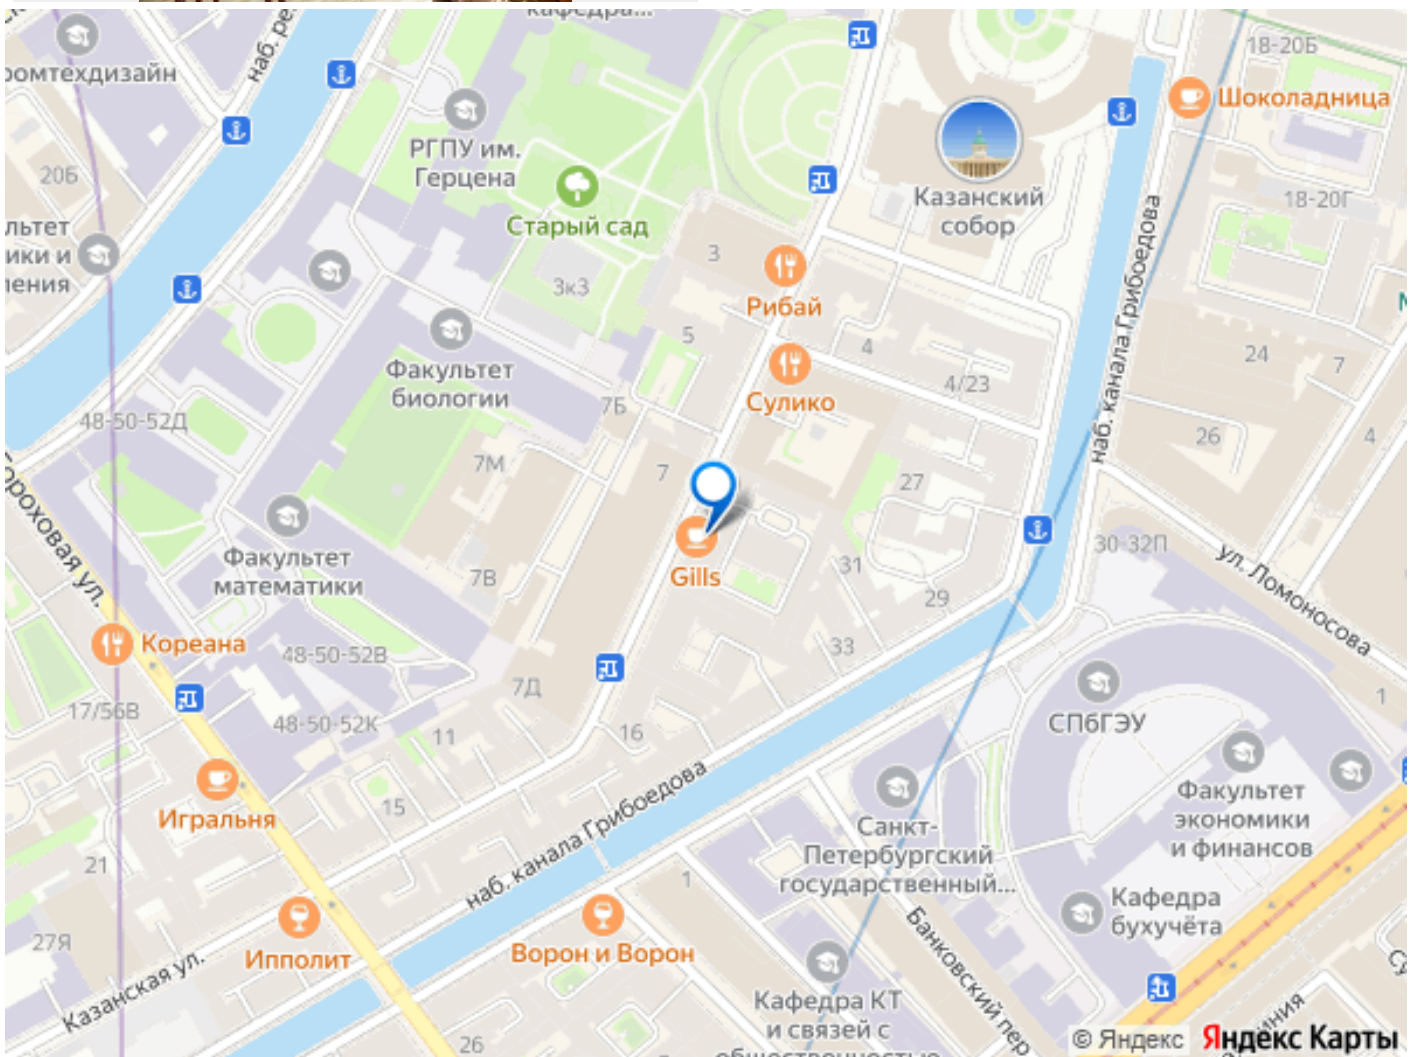 кафедра...
18-20Б
ромтехдизайн
наб. ре
Шоколадница
РГПУ им.
Герцена
20Б
Казанский
собор
18-20Г
Старый сад
льтет
ики и
ления
3
3к3
Рибай
наб. канала Грибоедова
5
4
24
7
Факультет
биологии
4/23
Сулико
7Б
48-50-52Д
26
4
7М
7
27
Гороховая ул.
Gills
30-32П
ул. Ломоносова
Факультет
математики
7В
31
29
Кореана
48-50-52В
33
7Д
1
17/56В
48-50-52К
11
16
СПбГЭУ
Игральня
15
наб. канала Грибоедова
Факультет
экономики
и финансов
Санкт-
Петербургский
государственный...
21
1
Кафедра
бухучёта
27Я
Ипполит
Ворон и Ворон
Банковский пер
Казанская ул.
Кафедра КТ
и связей с
общественностью
26
иния
© Яндекс
Яндекс Карты